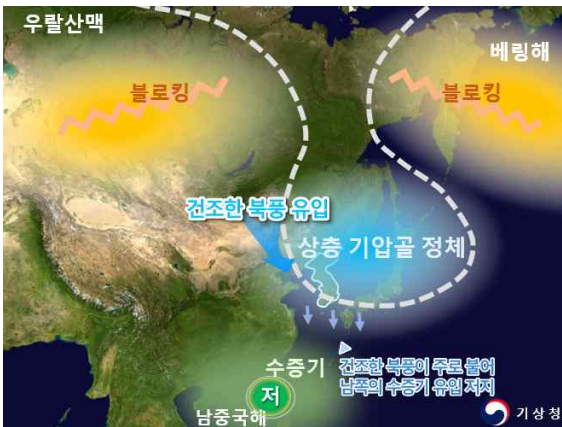 우랄산맥
베링해
블로킹
블로킹
건조한 북풍 유입
상층 기압골 정체
수증기
건조한 북풍이 주로 불어
남쪽의 수증기 유입 저지
저
남중국해
기상청